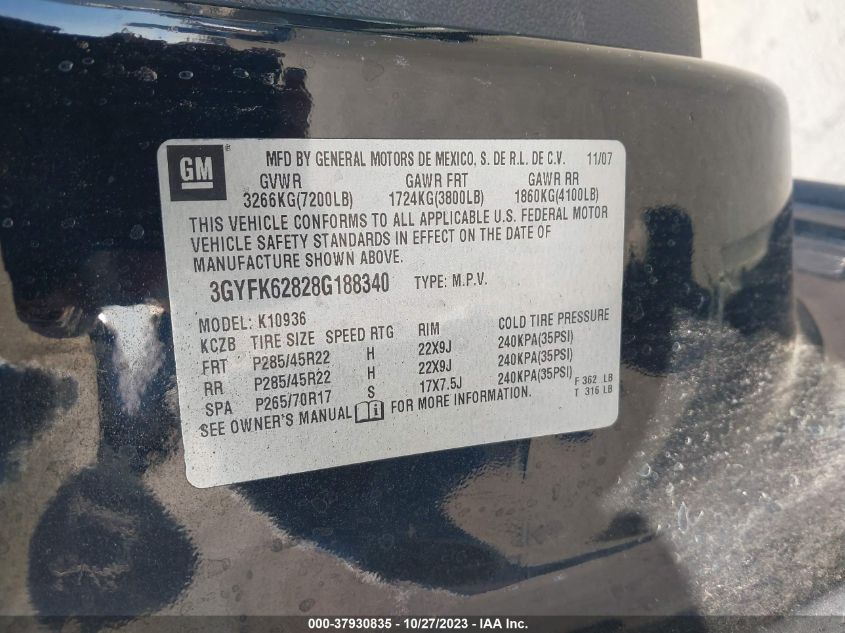 GM® MFD BY GENERAL MOTORS DE MEXICO, S. DE R.L. DE C.V. 11/07
GVWR GAWR FRT GAWR RR
3266KG(7200LB) 1724KG(3800LB) 1860KG(4100LB)
THIS VEHICLE CONFORMS TO ALL APPLICABLE U.S. FEDERAL MOTOR
VEHICLE SAFETY STANDARDS IN EFFECT ON THE DATE OF
MANUFACTURE SHOWN ABOVE.
3GYFK62828G188340 TYPE: M.P.V.
MODEL: K10936
KCZB TIRE SIZE SPEED RTG RIM COLD TIRE PRESSURE
FRT P285/45R22 H 22X9J 240KPA(35PSI)
RR P285/45R22 H 22X9J 240KPA(35PSI)
SPA P265/70R17 S 17X7.5J 240KPA(35PSI) F 362 LB
T 316 LB
SEE OWNER'S MANUAL FOR MORE INFORMATION.
000-37930835 - 10/27/2023 - IAA Inc.